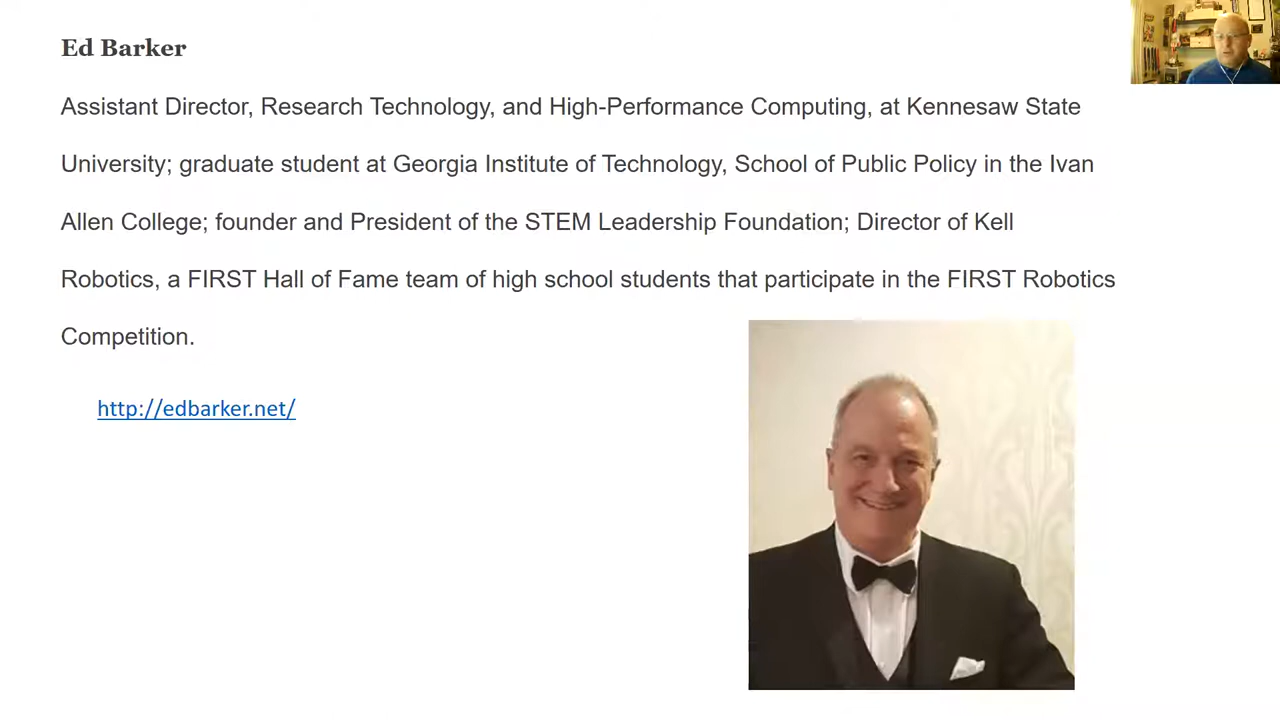 Ed Barker
Assistant Director, Research Technology, and High-Performance Computing, at Kennesaw State
University; graduate student at Georgia Institute of Technology, School of Public Policy in the Ivan
Allen College; founder and President of the STEM Leadership Foundation; Director of Kell
Robotics, a FIRST Hall of Fame team of high school students that participate in the FIRST Robotics
Competition.
http://edbarker.net/